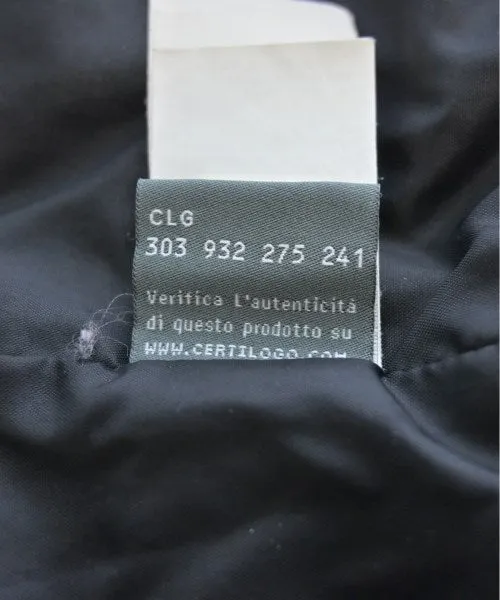 CLG
303 932 275 241
Verifica L'autenticità
di questo prodotto su
WWW.CERTILOGO.COM